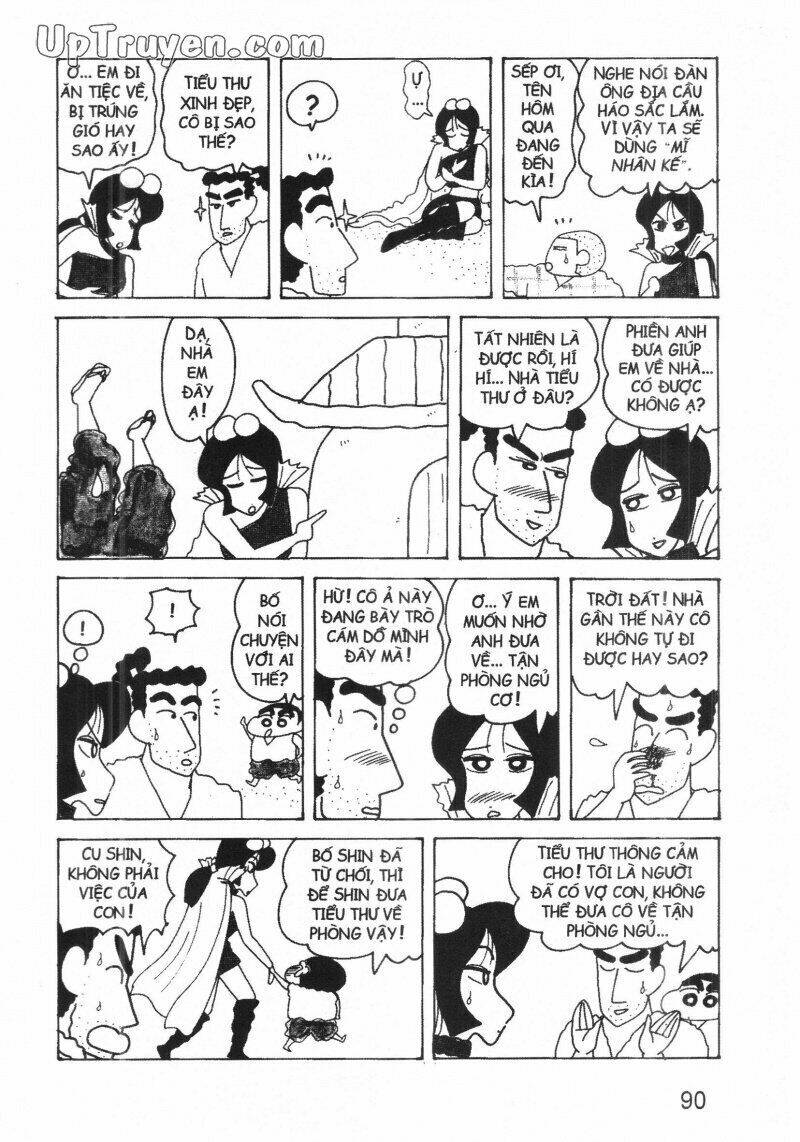 UpTruyen.com
NGHE NÓI ĐÀN
ÔNG ĐỊA CẦU
HÁO SẮC LẮM.
VÌ VẬY TA SẼ
DÙNG "MĨ
NHÂN KẾ".
SẾP ƠI,
TÊN
HÔM
QUA
ĐANG
ĐẾN
KÌA!
Ự
...
?
TIỂU THƯ
XINH ĐẸP,
CÔ BỊ SAO
THẾ?
Ơ... EM ĐI
ĂN TIỆC VỀ,
BỊ TRÚNG
GIÓ HAY
SAO ẤY!
PHIỀN ANH
ĐƯA GIÚP
EM VỀ NHÀ...
CÓ ĐƯỢC
KHÔNG Ạ?
TẤT NHIÊN LÀ
ĐƯỢC RỒI, HÍ
HÍ... NHÀ TIỂU
THƯ Ở ĐÂU?
DẠ,
NHÀ
EM
ĐÂY
Ạ!
TRỜI ĐẤT! NHÀ
GẦN THẾ NÀY CÔ
KHÔNG TỰ ĐI
ĐƯỢC HAY SAO?
Ơ... Ý EM
MUỐN NHỜ
ANH ĐƯA
VỀ... TẬN
PHÒNG NGỦ
CƠ!
HỪ! CÔ Ả NÀY
ĐANG BÀY TRÒ
CÁM DỖ MÌNH
ĐÂY MÀ!
BỐ
NÓI
CHUYỆN
VỚI AI
THẾ?
!
!
TIỂU THƯ THÔNG CẢM
CHO! TÔI LÀ NGƯỜI
ĐÃ CÓ VỢ CON, KHÔNG
THỂ ĐƯA CÔ VỀ TẬN
PHÒNG NGỦ...
BỐ SHIN ĐÃ
TỪ CHỐI, THÌ
ĐỂ SHIN ĐƯA
TIỂU THƯ VỀ
PHÒNG VẬY!
CU SHIN,
KHÔNG PHẢI
VIỆC CỦA
CON!
90